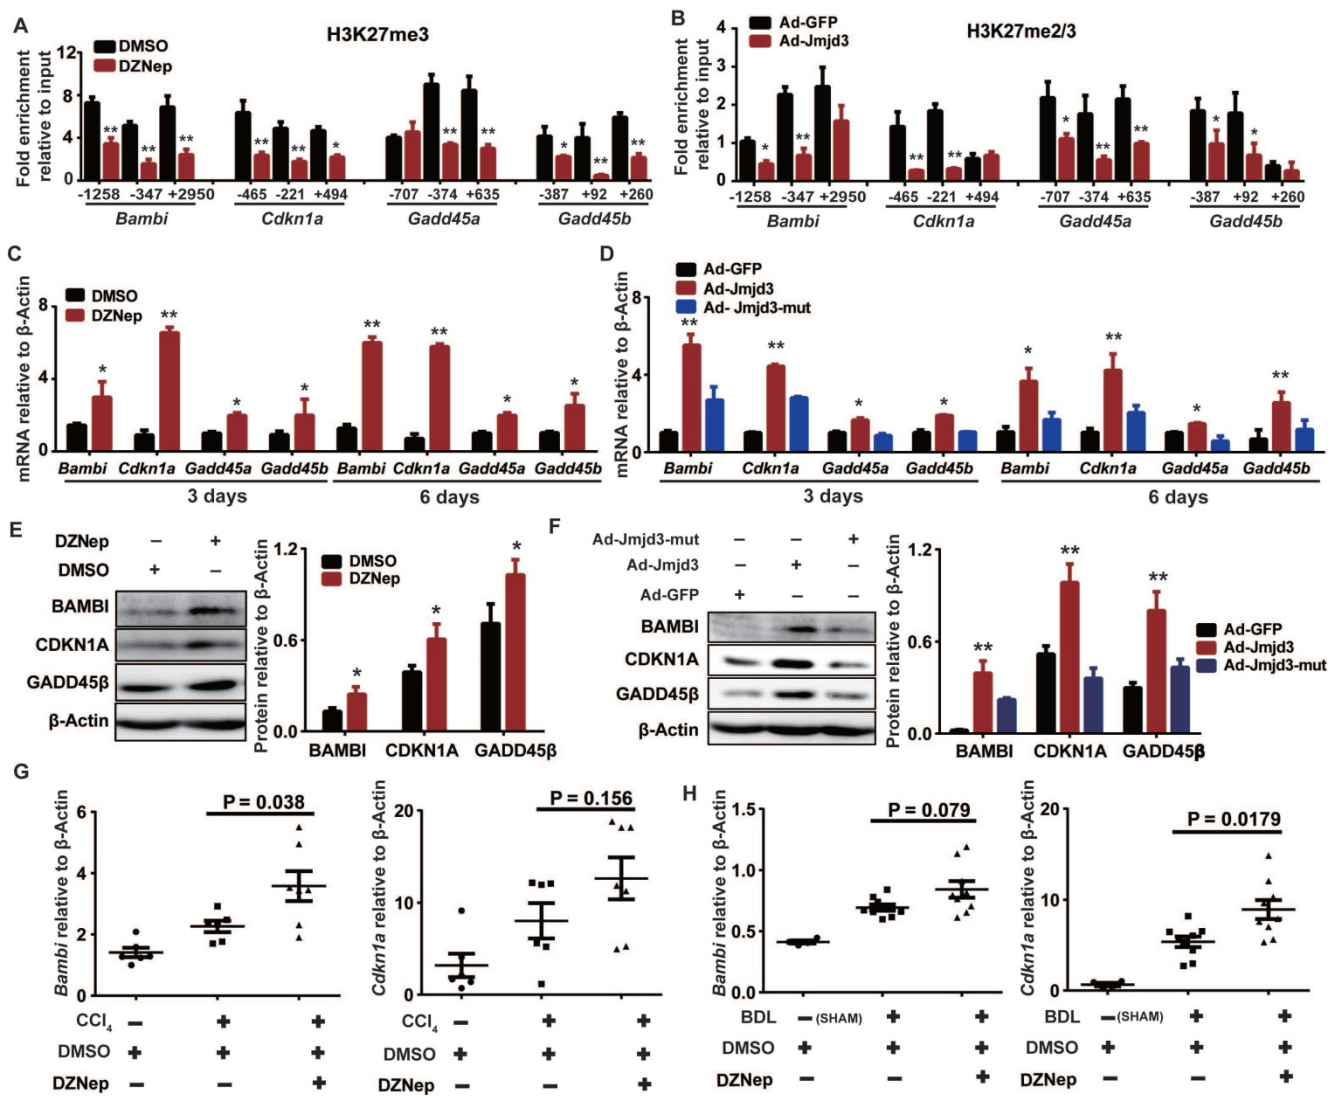 A
H3K27me3
DMSO
DZNep
Fold enrichment
relative to input
12
8
4
0
** ** ** ** ** * ** ** * ** **
-1258 -347 +2950 -465 -221 +494 -707 -374 +635 -387 +92 +260
Bambi Cdkn1a Gadd45a Gadd45b
B
H3K27me2/3
Ad-GFP
Ad-Jmjd3
Fold enrichment
relative to input
4
3
2
1
0
* ** ** ** * ** ** * *
-1258 -347 +2950 -465 -221 +494 -707 -374 +635 -387 +92 +260
Bambi Cdkn1a Gadd45a Gadd45b
C
DMSO
DZNep
mRNA relative to β-Actin
8
4
0
* ** * * ** ** * *
Bambi Cdkn1a Gadd45a Gadd45b Bambi Cdkn1a Gadd45a Gadd45b
3 days 6 days
D
Ad-GFP
Ad-Jmjd3
Ad- Jmjd3-mut
mRNA relative to β-Actin
8
4
0
** ** * * * ** * **
Bambi Cdkn1a Gadd45a Gadd45b Bambi Cdkn1a Gadd45a Gadd45b
3 days 6 days
E
DZNep – +
DMSO + –
BAMBI
CDKN1A
GADD45β
β-Actin
DMSO
DZNep
Protein relative to β-Actin
1.2
0.6
0.0
* * *
BAMBI CDKN1A GADD45β
F
Ad-Jmjd3-mut – – +
Ad-Jmjd3 – + –
Ad-GFP + – –
BAMBI
CDKN1A
GADD45β
β-Actin
Protein relative to β-Actin
1.2
0.6
0.0
** ** **
BAMBI CDKN1A GADD45β
Ad-GFP
Ad-Jmjd3
Ad-Jmjd3-mut
G
P = 0.038
Bambi relative to β-Actin
6
4
2
0
CCl4 – + +
DMSO + + +
DZNep – – +
P = 0.156
Cdkn1a relative to β-Actin
20
10
0
CCl4 – + +
DMSO + + +
DZNep – – +
H
P = 0.079
Bambi relative to β-Actin
1.5
1.0
0.5
0.0
BDL –(SHAM) + +
DMSO + + +
DZNep – – +
P = 0.0179
Cdkn1a relative to β-Actin
20
10
0
BDL –(SHAM) + +
DMSO + + +
DZNep – – +